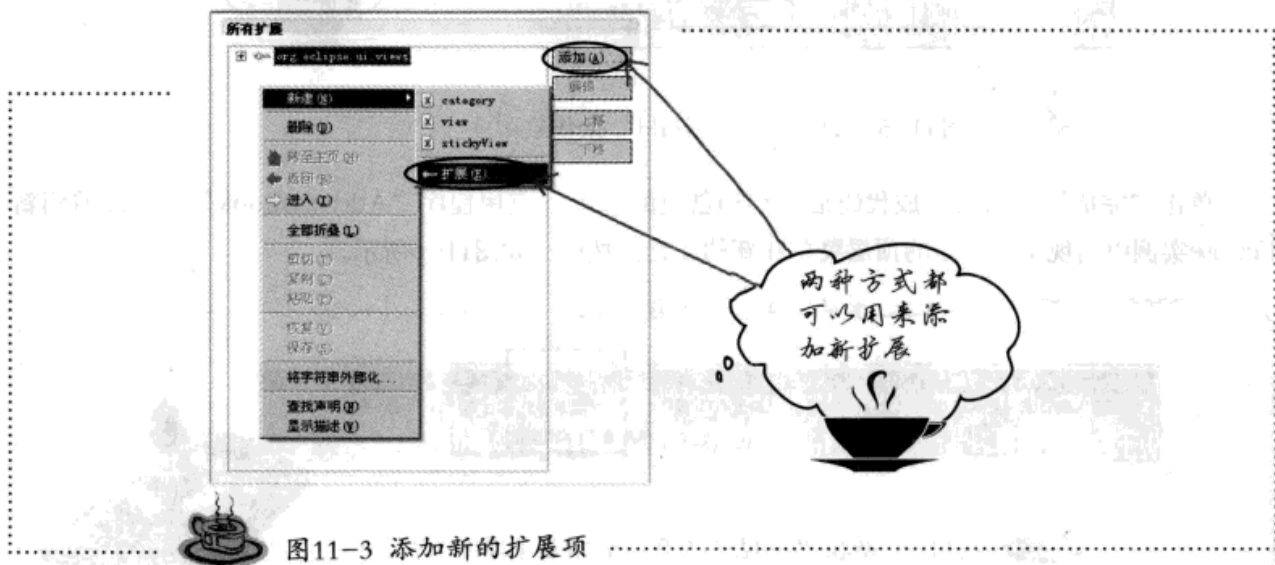 所有扩展
org.eclipse.ui.views
添加(A)...
编辑
上移
下移
新建(N)
category
view
stickyView
扩展(E)...
删除(D)
转至主页(H)
返回(B)
进入(I)
全部折叠(L)
剪切(T)
复制(C)
粘贴(P)
恢复(V)
保存(S)
将字符串外部化...
查找声明
显示描述
两种方式都
可以用来添
加新扩展
图11-3 添加新的扩展项